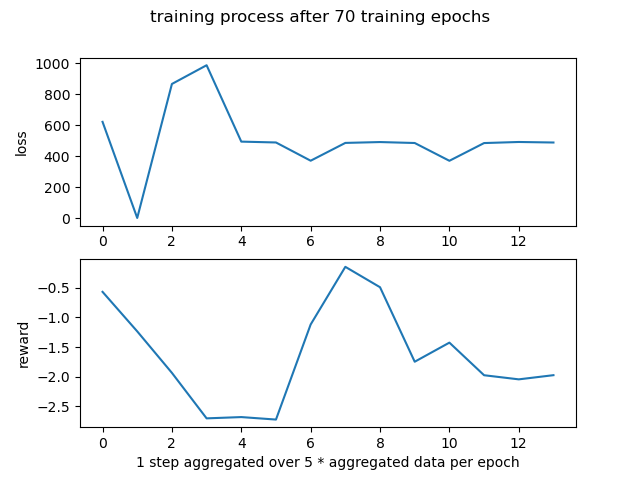 training process after 70 training epochs
1000
800
600
400
200
0
loss
0 2 4 6 8 10 12
−0.5
−1.0
−1.5
−2.0
−2.5
reward
0 2 4 6 8 10 12
1 step aggregated over 5 * aggregated data per epoch